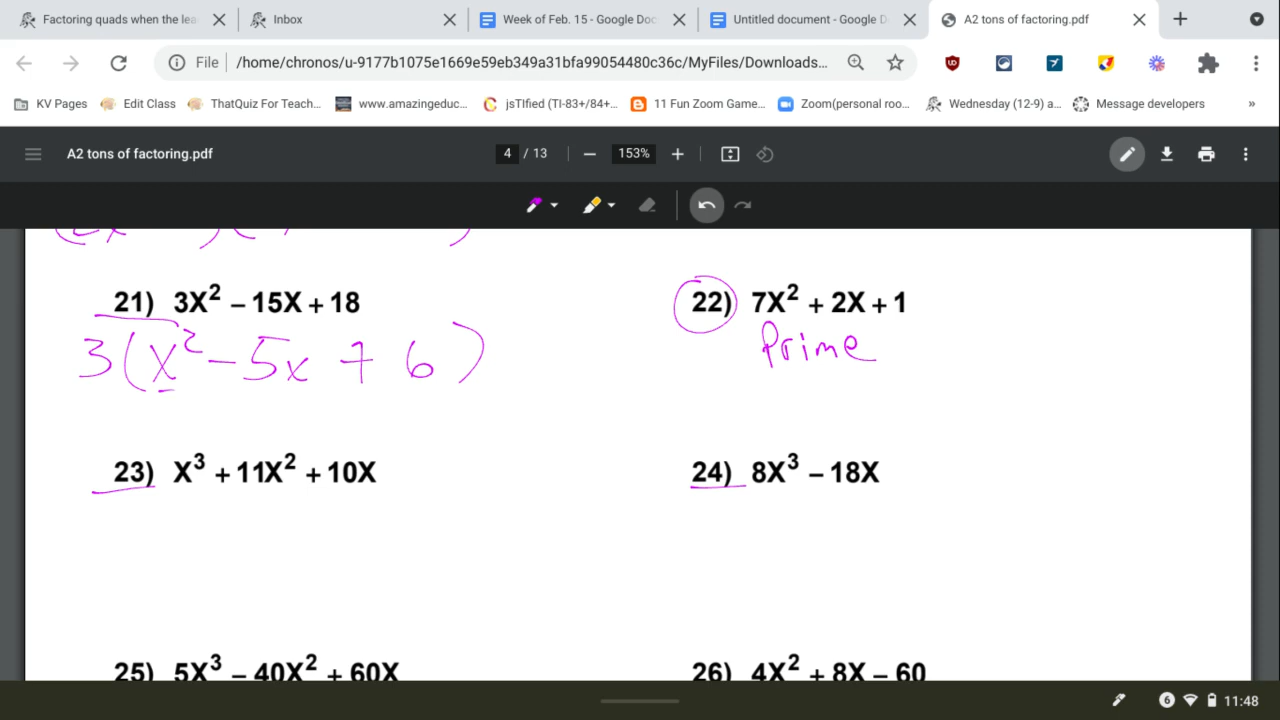 Factoring quads when the lea
Inbox
Week of Feb. 15 - Google Doc
Untitled document - Google D
A2 tons of factoring.pdf
File /home/chronos/u-9177b1075e1669e59eb349a31bfa99054480c36c/MyFiles/Downloads...
KV Pages
Edit Class
ThatQuiz For Teach...
www.amazingeduc...
jsTIfied (TI-83+/84+...
11 Fun Zoom Game...
Zoom(personal roo...
Wednesday (12-9) a...
Message developers
»
A2 tons of factoring.pdf
4 / 13
153%
21) 3X² – 15X + 18
3(x² - 5x + 6)
22) 7X² + 2X + 1
Prime
23) X³ + 11X² + 10X
24) 8X³ – 18X
25) 5X³ – 40X² + 60X
26) 4X² + 8X – 60
6
11:48